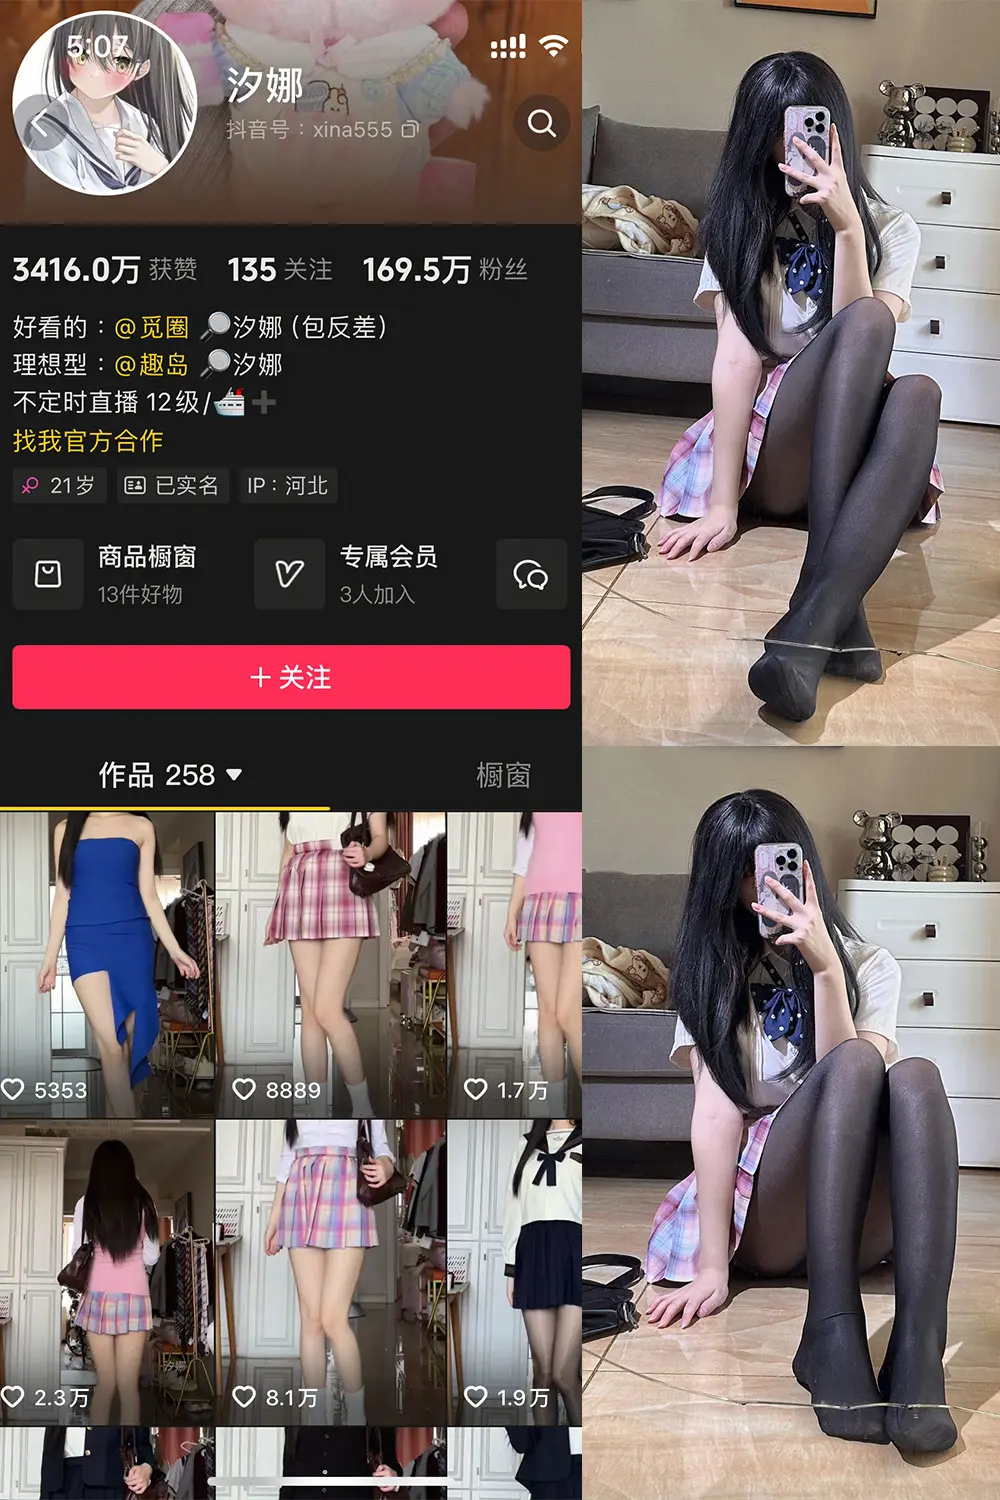 5:07
汐娜
抖音号：xina555
3416.0万 获赞 135 关注 169.5万 粉丝
好看的：@觅圈 🔎汐娜（包反差）
理想型：@趣岛 🔎汐娜
不定时直播 12级/🚢➕
找我官方合作
21岁 已实名 IP：河北
商品橱窗 专属会员
13件好物 3人加入
＋关注
作品 258 ▼ 橱窗
5353 8889 1.7万
汐娜
2.3万 8.1万 1.9万